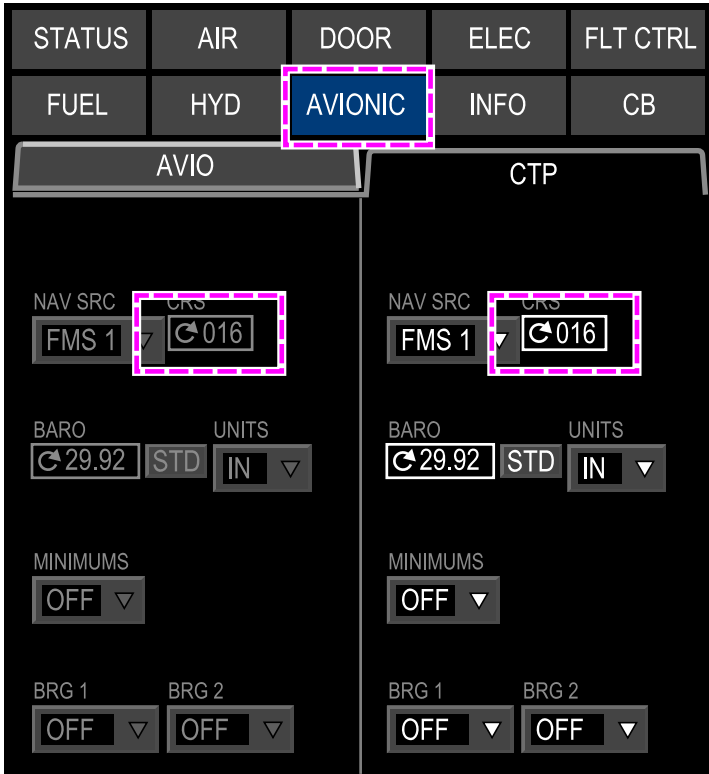 STATUS AIR DOOR ELEC FLT CTRL
FUEL HYD AVIONIC INFO CB
AVIO CTP
NAV SRC CRS NAV SRC CRS
FMS 1 016 FMS 1 016
BARO UNITS BARO UNITS
29.92 STD IN 29.92 STD IN
MINIMUMS MINIMUMS
OFF OFF
BRG 1 BRG 2 BRG 1 BRG 2
OFF OFF OFF OFF